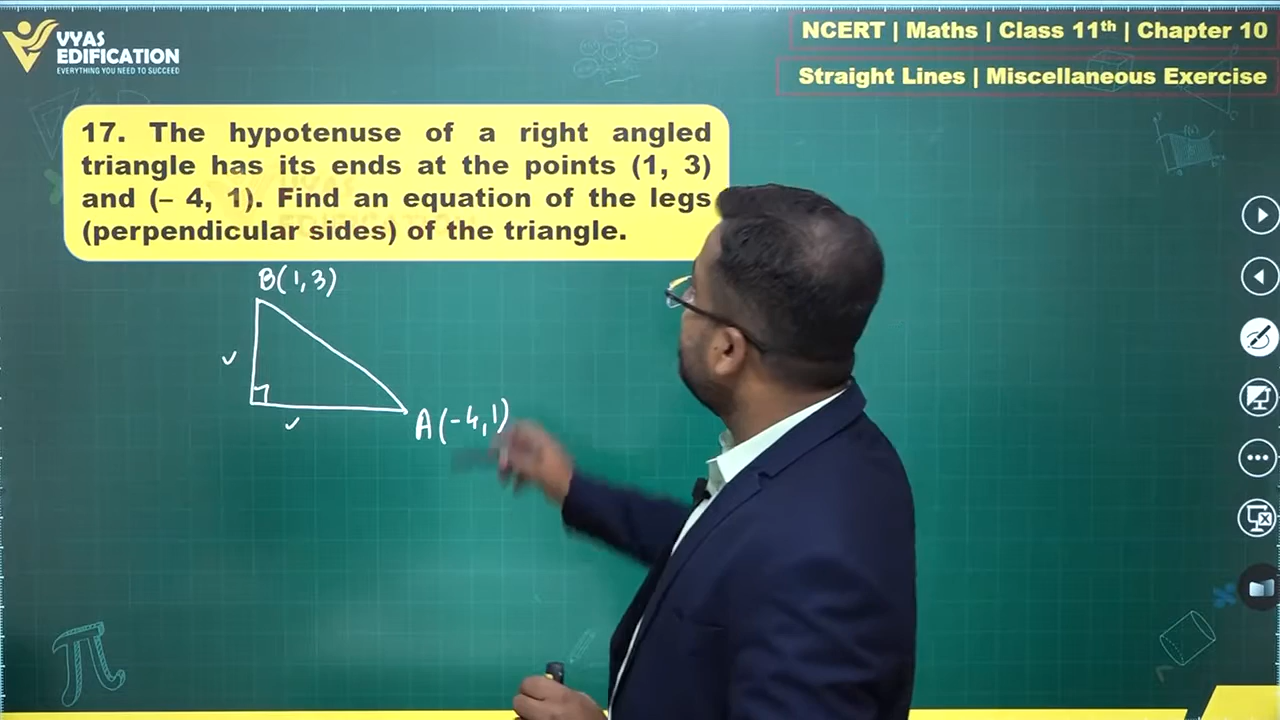 VYAS
EDIFICATION
EVERYTHING YOU NEED TO SUCCEED
NCERT | Maths | Class 11th | Chapter 10
Straight Lines | Miscellaneous Exercise
17. The hypotenuse of a right angled
triangle has its ends at the points (1, 3)
and (– 4, 1). Find an equation of the legs
(perpendicular sides) of the triangle.
B(1,3)
A(-4,1)
π